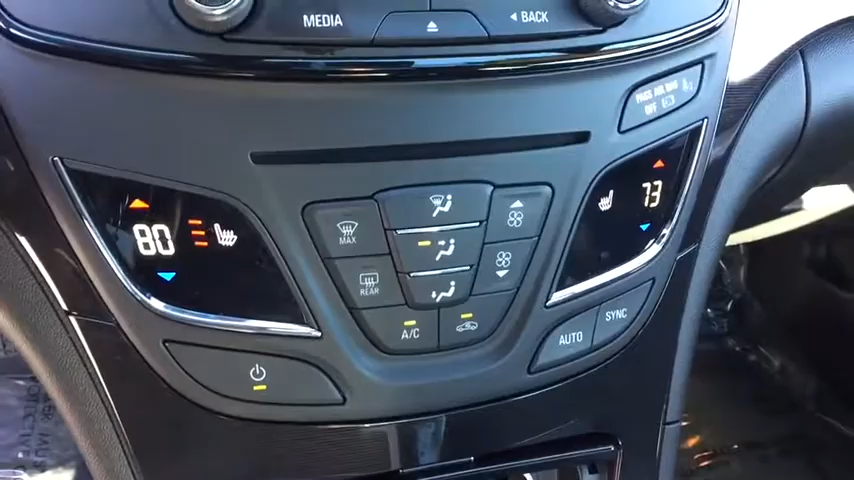 MEDIA
BACK
PASS AIR BAG
OFF
80
73
MAX
REAR
A/C
AUTO
SYNC